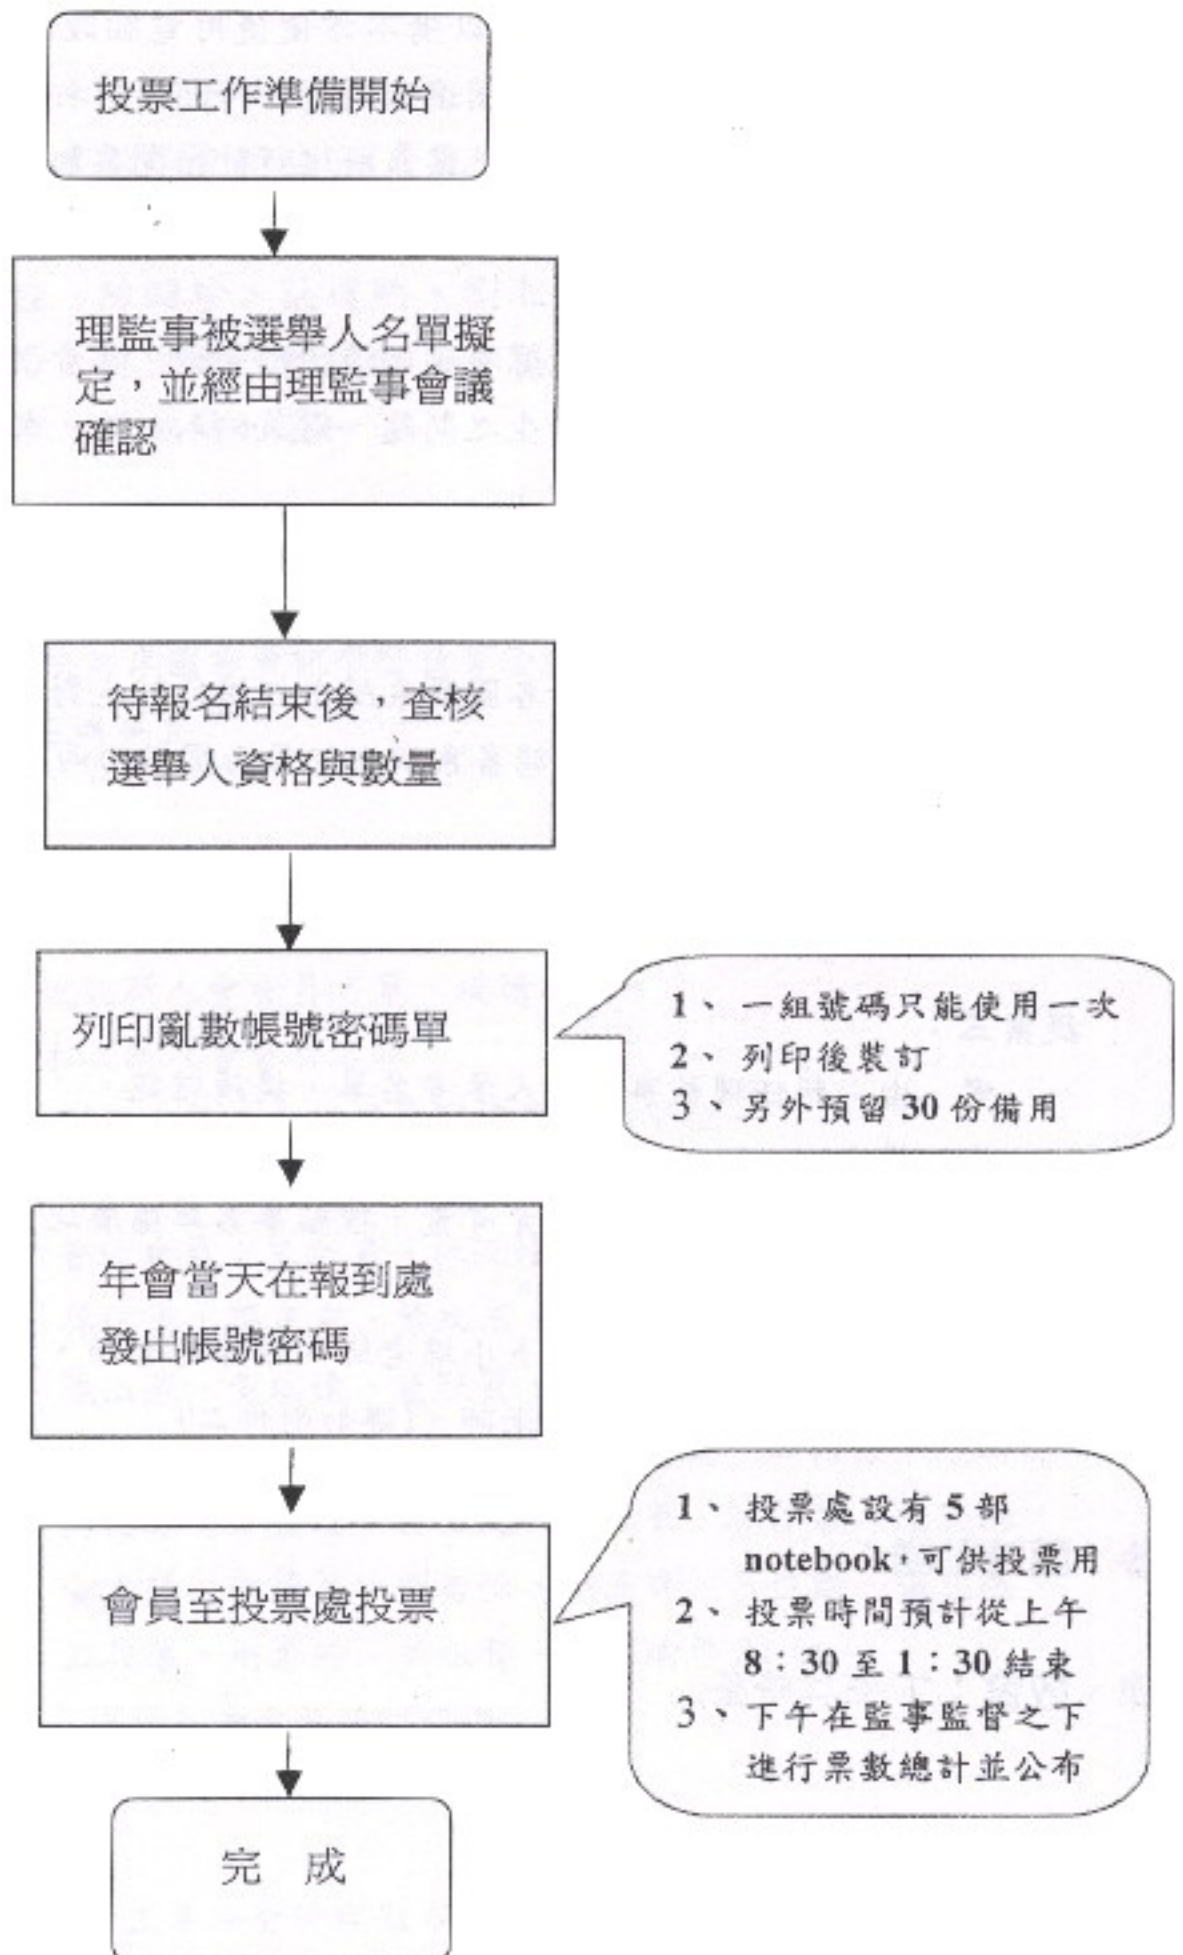 投票工作準備開始
理監事被選舉人名單擬
定，並經由理監事會議
確認
待報名結束後，查核
選舉人資格與數量
列印亂數帳號密碼單
1、 一組號碼只能使用一次
2、 列印後裝訂
3、另外預留 30 份備用
年會當天在報到處
發出帳號密碼
會員至投票處投票
1、 投票處設有 5 部
notebook，可供投票用
2、 投票時間預計從上午
8：30 至 1：30 結束
3、下午在監事監督之下
進行票數總計並公布
完 成